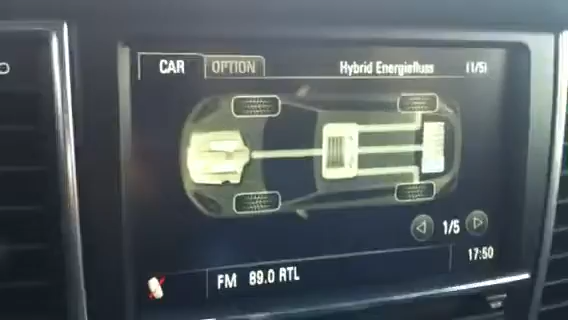 CAR
OPTION
Hybrid Energiefluss (1/5)
1/5
17:50
FM 89.0 RTL